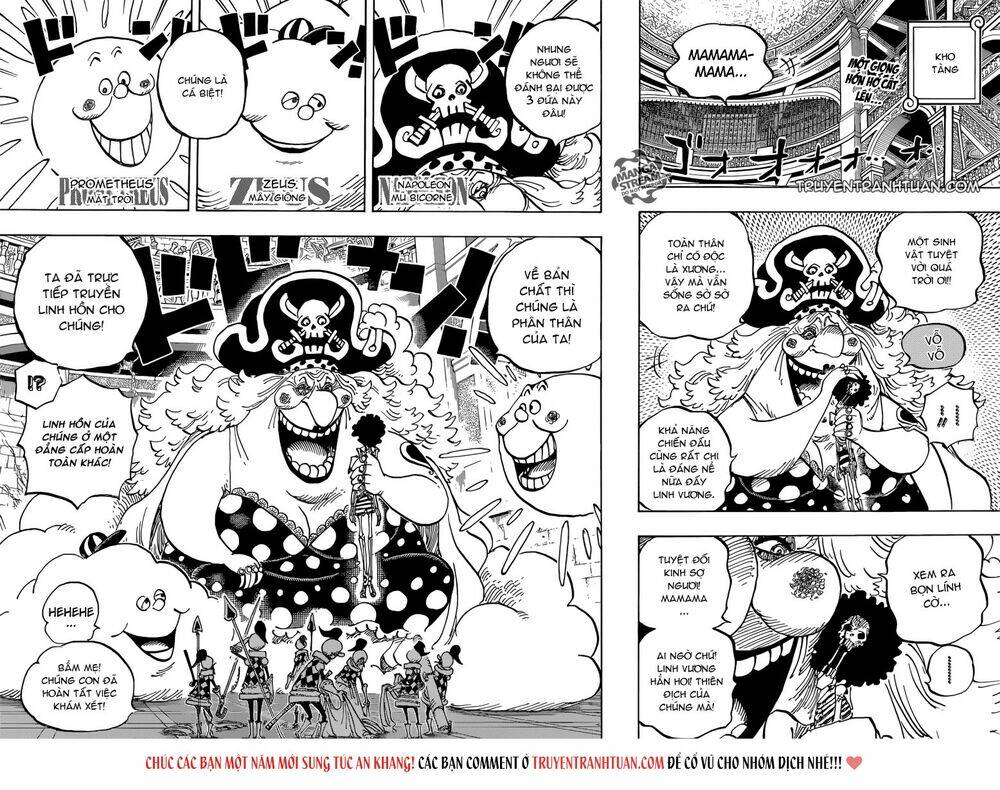 KHO
TÀNG
MỘT GIỌNG
HỚN HỞ CẤT
LÊN...
MAMAMA-
MAMA...
MANGA
STREAM
TRUYENTRANHTUAN.COM
MỘT SINH
VẬT TUYỆT
VỜI QUÁ
TRỜI ƠI!
TOÀN THÂN
CHỈ CÓ ĐỘC
LÀ XƯƠNG...
VẬY MÀ VẪN
SỐNG SỜ SỜ
RA CHỨ!
VỖ
VỖ
KHẢ NĂNG
CHIẾN ĐẤU
CŨNG RẤT CHI
LÀ ĐÁNG NỂ
NỮA ĐẤY
LINH VƯƠNG.
XEM RA
BỌN LÍNH
CỜ...
TUYỆT ĐỐI
KINH SỢ
NGƯƠI!
MAMAMA
...
AI NGỜ CHỨ!
LINH VƯƠNG
HẲN HOI! THIÊN
ĐỊCH CỦA
CHÚNG MÀ!
NHƯNG
NGƯƠI SẼ
KHÔNG THỂ
ĐÁNH BẠI ĐƯỢC
3 ĐỨA NÀY
ĐÂU!
NAPOLEON
MŨ BICORNE
ZEUS
MÂY GIÔNG
CHÚNG LÀ
CÁ BIỆT!
PROMETHEUS
MẶT TRỜI
VỀ BẢN
CHẤT THÌ
CHÚNG LÀ
PHÂN THÂN
CỦA TA!
TA ĐÃ TRỰC
TIẾP TRUYỀN
LINH HỒN CHO
CHÚNG!
!?
LINH HỒN CỦA
CHÚNG Ở MỘT
ĐẲNG CẤP HOÀN
TOÀN KHÁC!
HEHEHE
...
BẨM MẸ!
CHÚNG CON ĐÃ
HOÀN TẤT VIỆC
KHÁM XÉT!
CHÚC CÁC BẠN MỘT NĂM MỚI SUNG TÚC AN KHANG! CÁC BẠN COMMENT Ở TRUYENTRANHTUAN.COM ĐỂ CỔ VŨ CHO NHÓM DỊCH NHÉ!!!